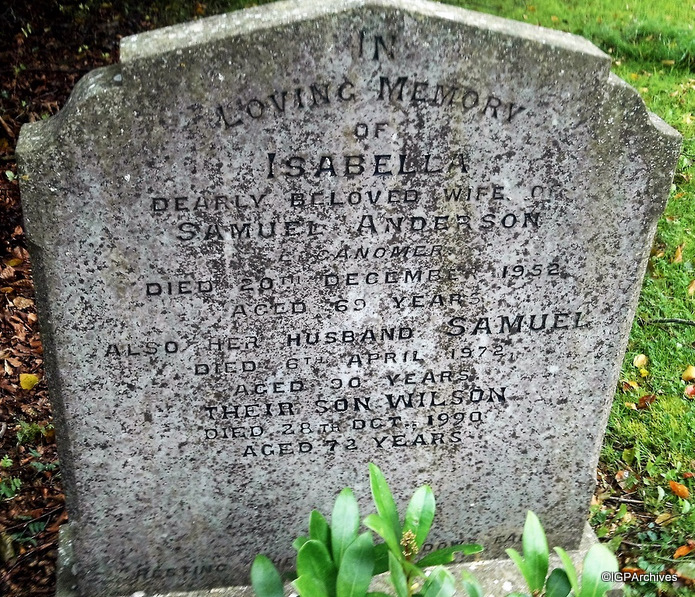 IN
LOVING MEMORY
OF
ISABELLA
DEARLY BELOVED WIFE OF
SAMUEL ANDERSON
DIED 20TH DECEMBER 1952
AGED 69 YEARS
ALSO HER HUSBAND SAMUEL
DIED 6TH APRIL 1972,
AGED 90 YEARS
THEIR SON WILSON
DIED 28TH OCT. 1990
AGED 72 YEARS
RESTING
©IGPArchives